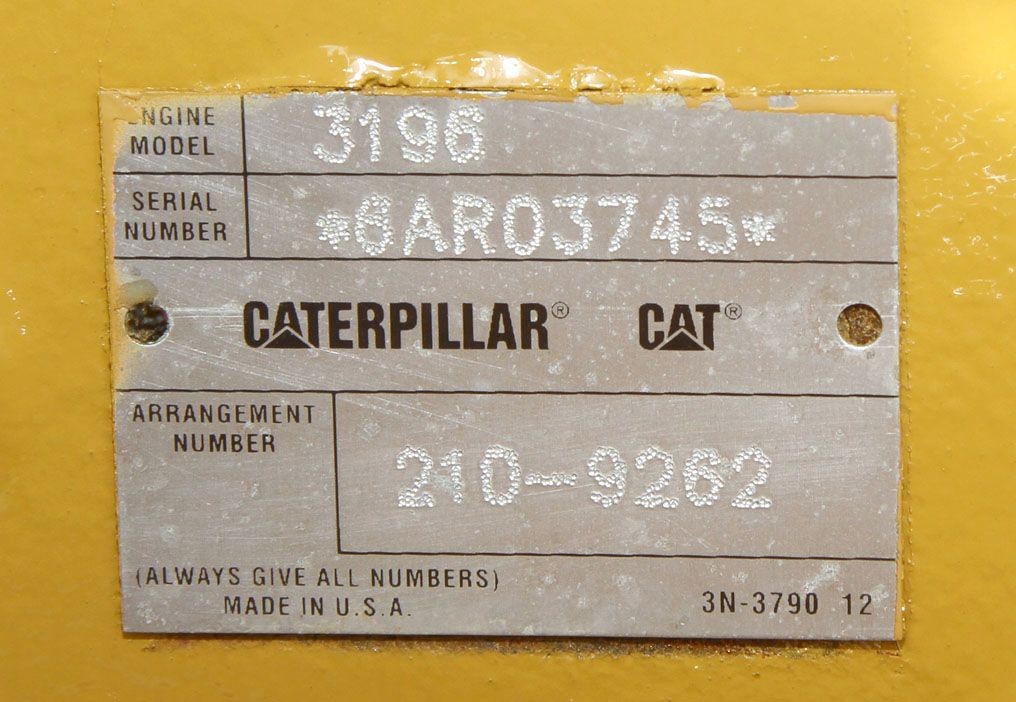 ENGINE
MODEL
3196
SERIAL
NUMBER
*6AR03745*
CATERPILLAR® CAT®
ARRANGEMENT
NUMBER
210-9262
(ALWAYS GIVE ALL NUMBERS)
MADE IN U.S.A.
3N-3790 12